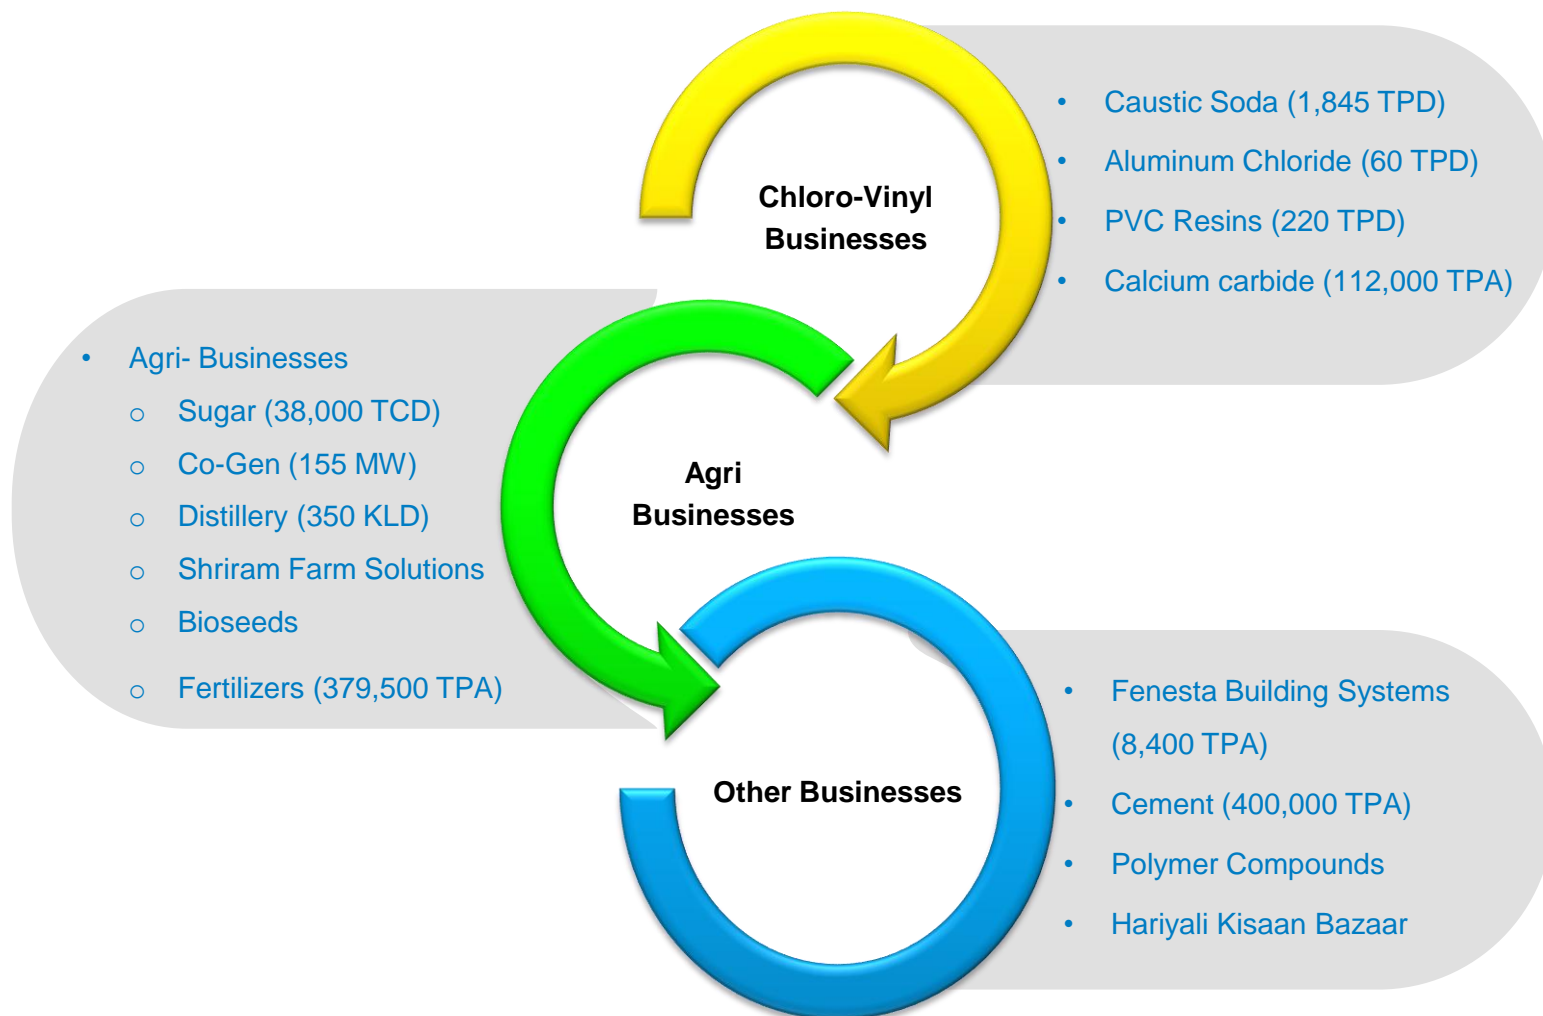 Chloro-Vinyl
Businesses
• Caustic Soda (1,845 TPD)
• Aluminum Chloride (60 TPD)
• PVC Resins (220 TPD)
• Calcium carbide (112,000 TPA)
• Agri- Businesses
o Sugar (38,000 TCD)
o Co-Gen (155 MW)
o Distillery (350 KLD)
o Shriram Farm Solutions
o Bioseeds
o Fertilizers (379,500 TPA)
Agri
Businesses
Other Businesses
• Fenesta Building Systems
(8,400 TPA)
• Cement (400,000 TPA)
• Polymer Compounds
• Hariyali Kisaan Bazaar